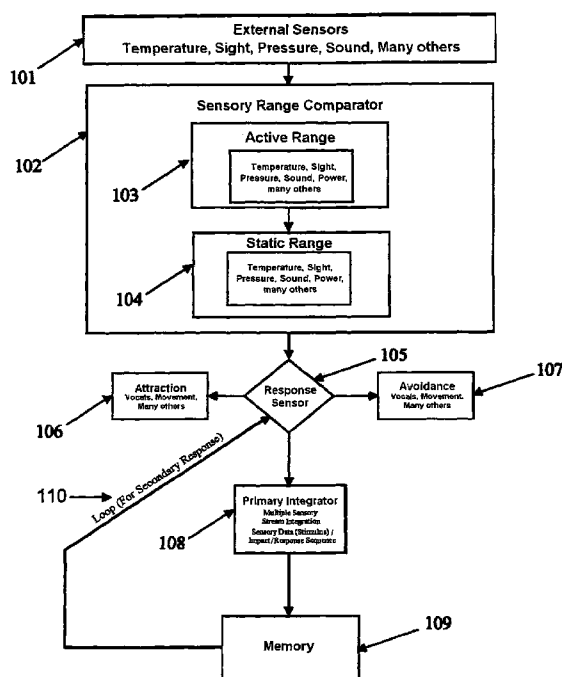 External Sensors
Temperature, Sight, Pressure, Sound, Many others
101
Sensory Range Comparator
102
Active Range
103
Temperature, Sight,
Pressure, Sound, Power,
many others
Static Range
104
Temperature, Sight,
Pressure, Sound, Power,
many others
105
Response
Sensor
Attraction
Vocals, Movement,
Many others
106
Avoidance
Vocals, Movement,
Many others
107
110
Loop (For Secondary Response)
Primary Integrator
Multiple Sensory
Stream Integration
Sensory Data (Stimulus) /
Impact/Response Sequence
108
Memory
109